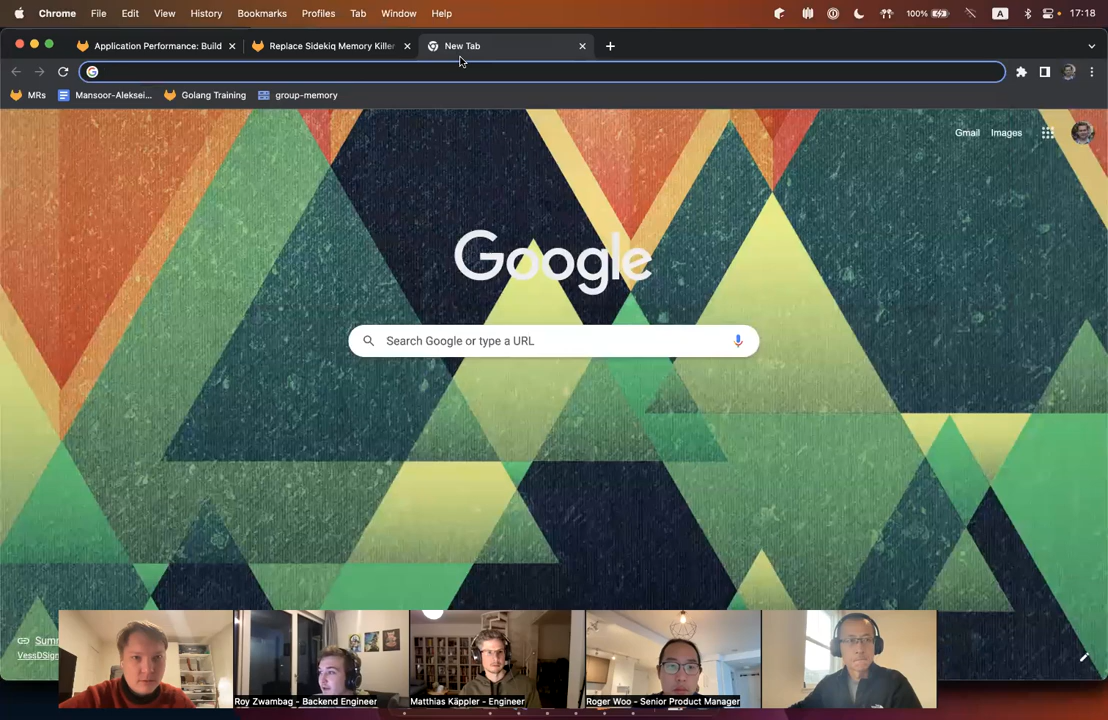 Chrome File Edit View History Bookmarks Profiles Tab Window Help 100% A 17:18
Application Performance: Build Replace Sidekiq Memory Killer New Tab
MRs Mansoor-Aleksei... Golang Training group-memory
Gmail Images
Google
Search Google or type a URL
Summ
VessDSign
Roy Zwambag - Backend Engineer Matthias Käppler - Engineer Roger Woo - Senior Product Manager